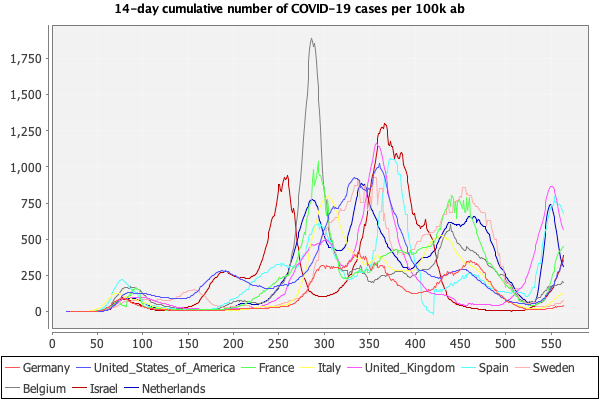 14-day cumulative number of COVID-19 cases per 100k ab
1,750
1,500
1,250
1,000
750
500
250
0
0 50 100 150 200 250 300 350 400 450 500 550
Germany United_States_of_America France Italy United_Kingdom Spain Sweden
Belgium Israel Netherlands